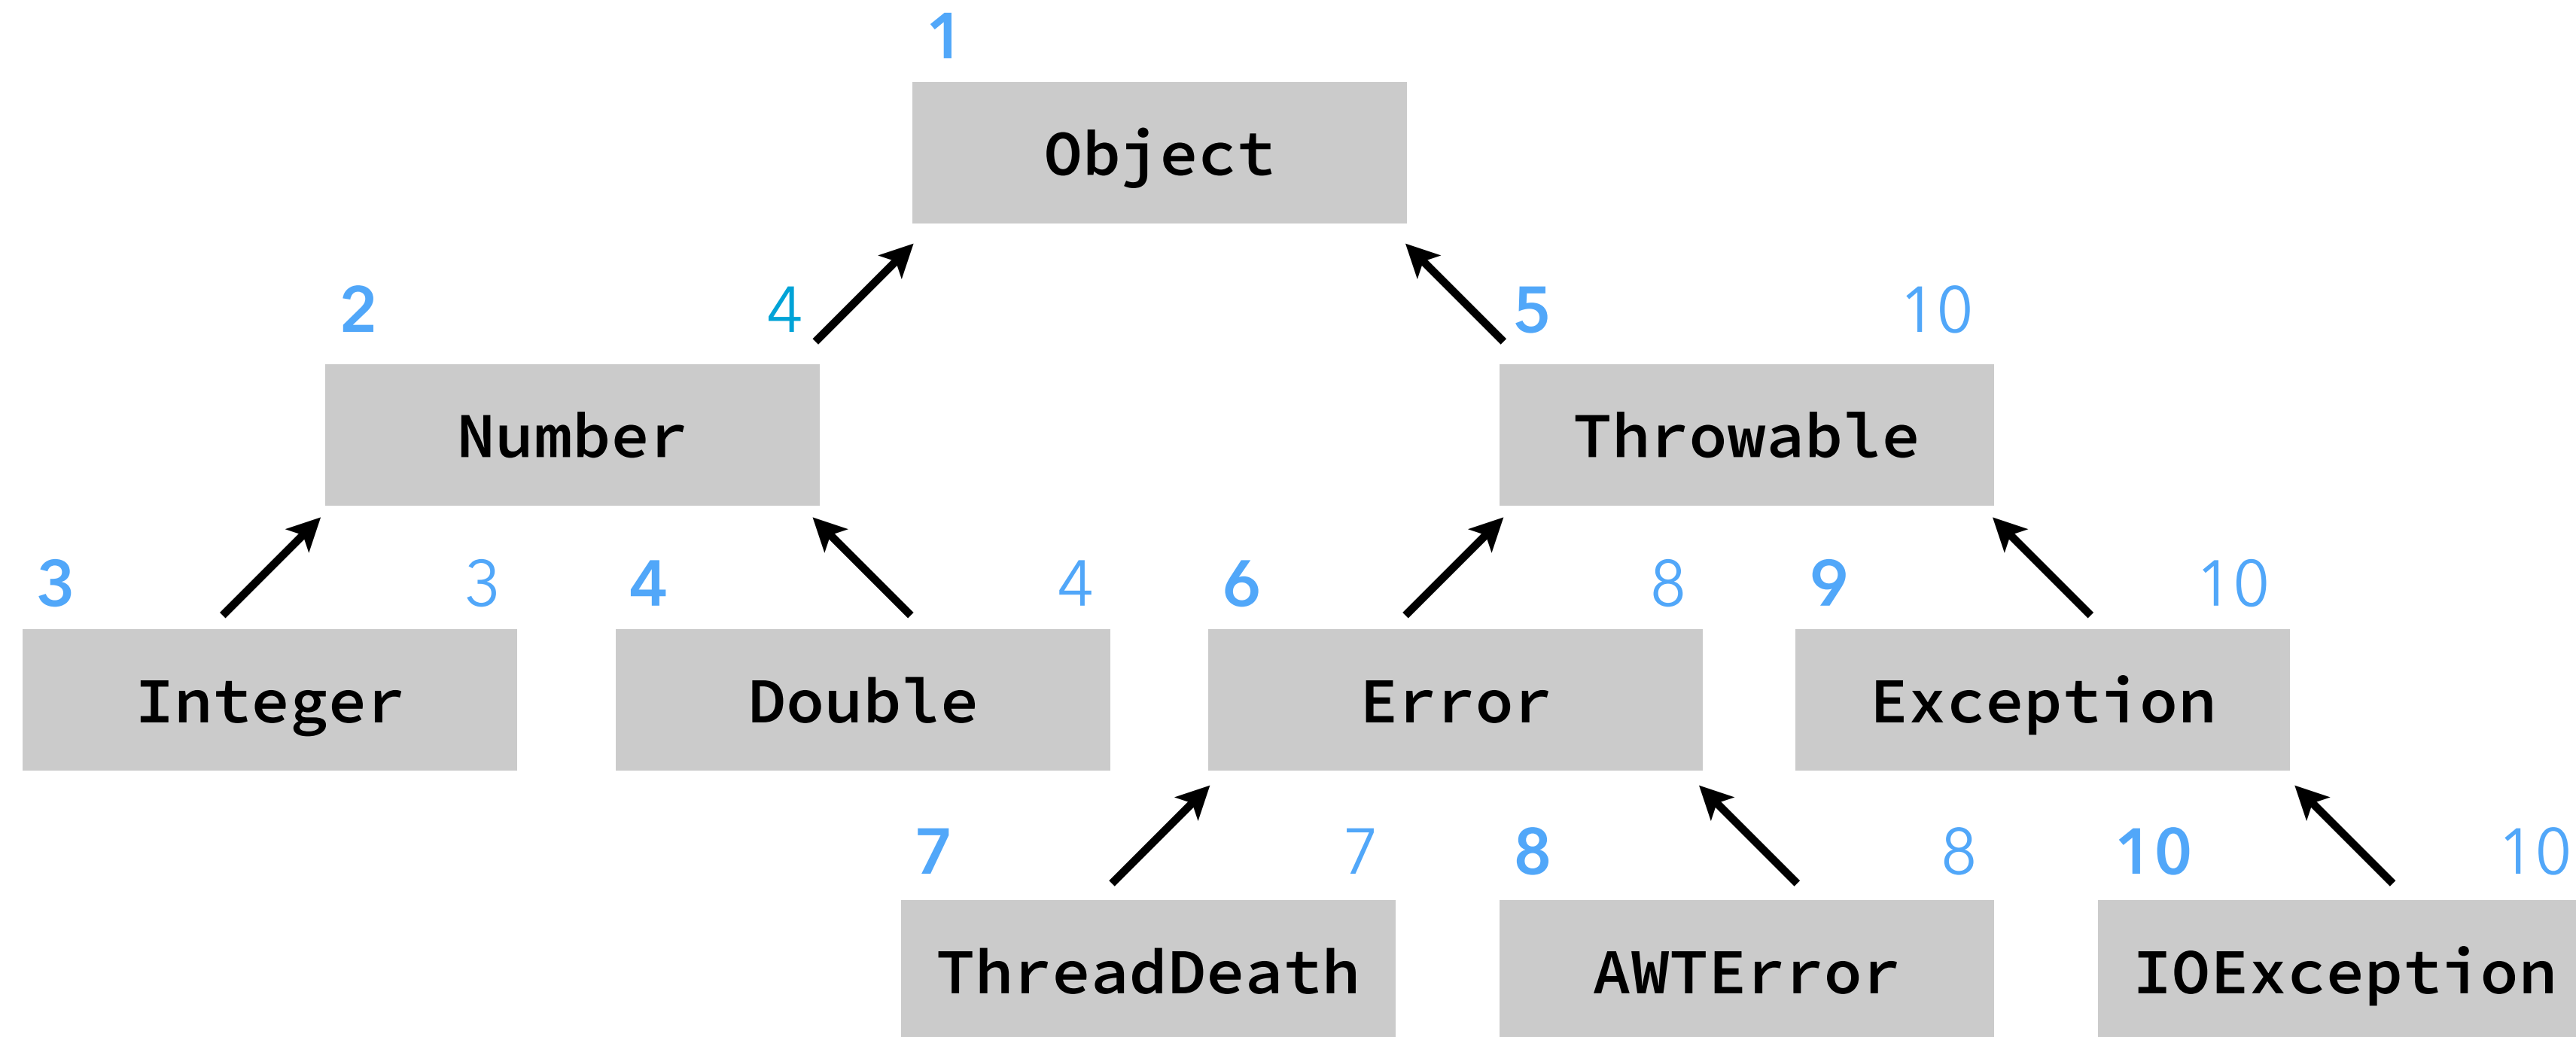 1
Object
2 4 5 10
Number Throwable
3 3 4 4 6 8 9 10
Integer Double Error Exception
7 7 8 8 10 10
ThreadDeath AWTError IOException